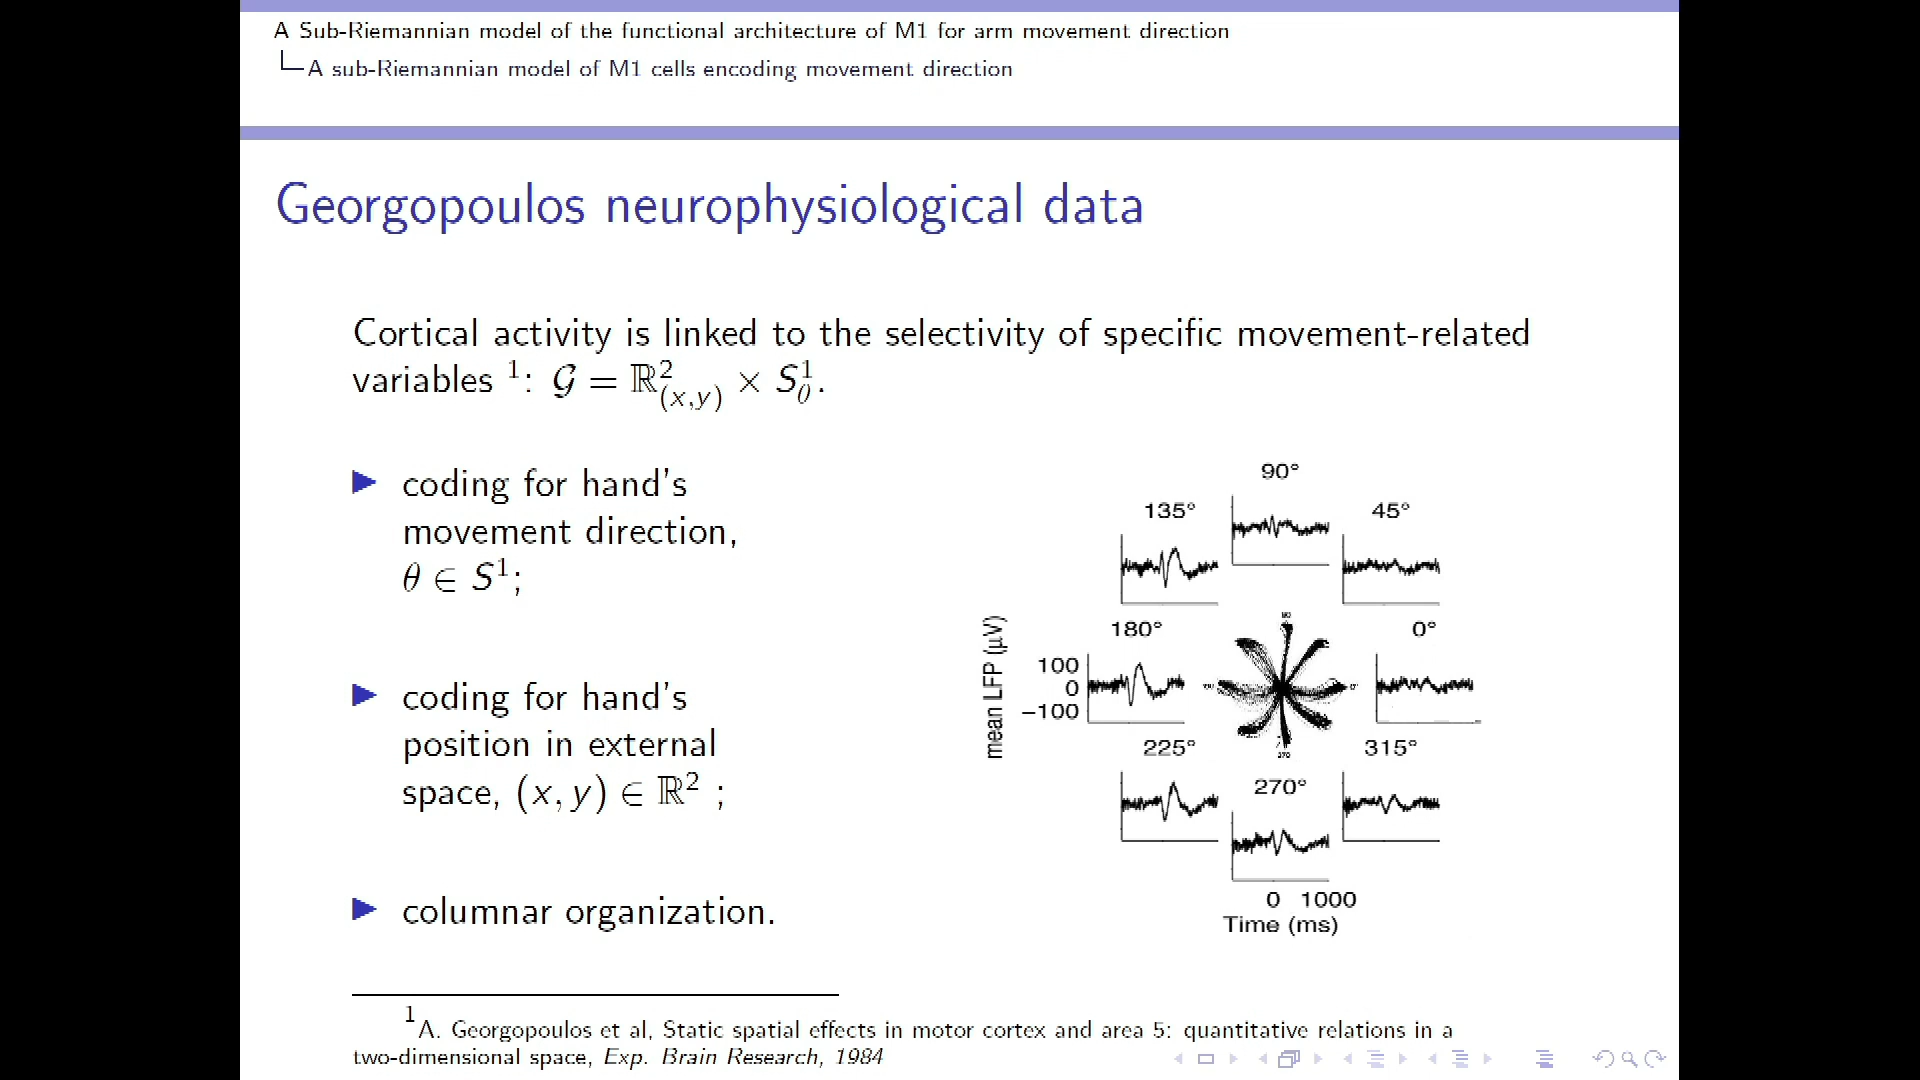 A Sub-Riemannian model of the functional architecture of M1 for arm movement direction
A sub-Riemannian model of M1 cells encoding movement direction
Georgopoulos neurophysiological data
Cortical activity is linked to the selectivity of specific movement-related
variables ¹: 𝒢 = ℝ²₍ₓ,ᵧ₎ × S¹_θ.
▶ coding for hand's
movement direction,
θ ∈ S¹;
▶ coding for hand's
position in external
space, (x, y) ∈ ℝ² ;
▶ columnar organization.
90°
135°
45°
180°
0°
mean LFP (μV)
100
0
−100
90
0°
270
225°
315°
270°
0 1000
Time (ms)
¹A. Georgopoulos et al, Static spatial effects in motor cortex and area 5: quantitative relations in a
two-dimensional space, Exp. Brain Research, 1984